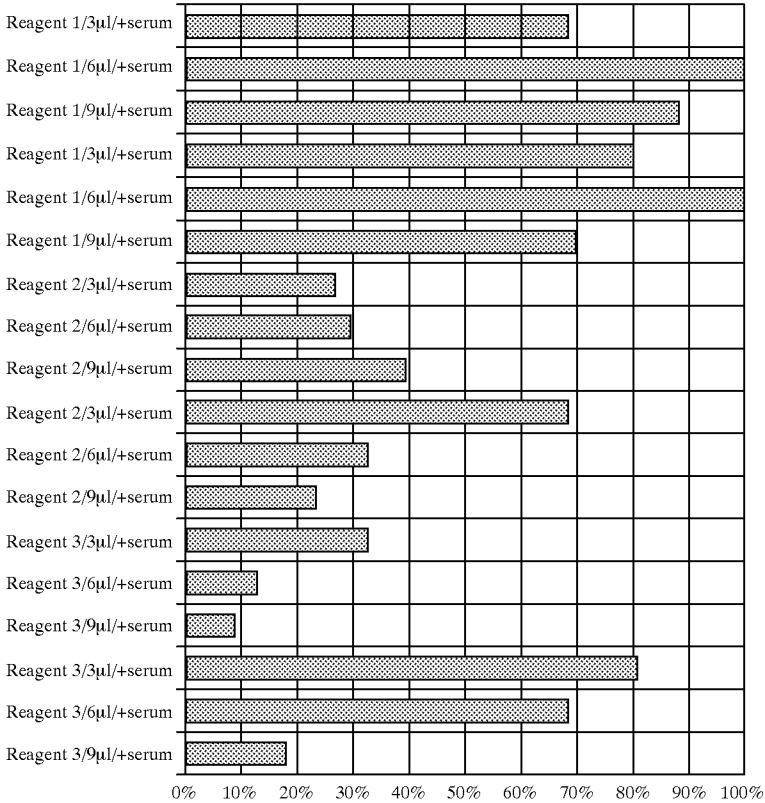 Reagent 1/3µl/+serum
Reagent 1/6µl/+serum
Reagent 1/9µl/+serum
Reagent 1/3µl/+serum
Reagent 1/6µl/+serum
Reagent 1/9µl/+serum
Reagent 2/3µl/+serum
Reagent 2/6µl/+serum
Reagent 2/9µl/+serum
Reagent 2/3µl/+serum
Reagent 2/6µl/+serum
Reagent 2/9µl/+serum
Reagent 3/3µl/+serum
Reagent 3/6µl/+serum
Reagent 3/9µl/+serum
Reagent 3/3µl/+serum
Reagent 3/6µl/+serum
Reagent 3/9µl/+serum
0% 10% 20% 30% 40% 50% 60% 70% 80% 90% 100%